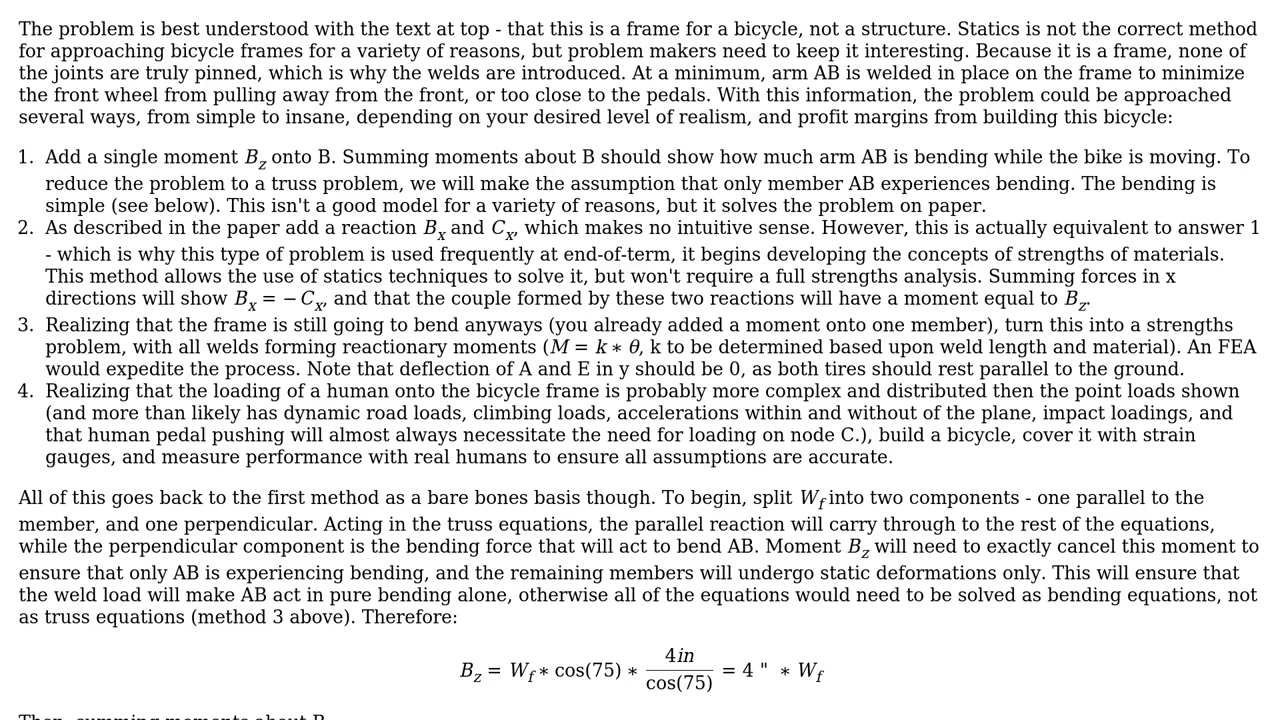 The problem is best understood with the text at top - that this is a frame for a bicycle, not a structure. Statics is not the correct method
for approaching bicycle frames for a variety of reasons, but problem makers need to keep it interesting. Because it is a frame, none of
the joints are truly pinned, which is why the welds are introduced. At a minimum, arm AB is welded in place on the frame to minimize
the front wheel from pulling away from the front, or too close to the pedals. With this information, the problem could be approached
several ways, from simple to insane, depending on your desired level of realism, and profit margins from building this bicycle:
1. Add a single moment B_z onto B. Summing moments about B should show how much arm AB is bending while the bike is moving. To
reduce the problem to a truss problem, we will make the assumption that only member AB experiences bending. The bending is
simple (see below). This isn't a good model for a variety of reasons, but it solves the problem on paper.
2. As described in the paper add a reaction B_x and C_x, which makes no intuitive sense. However, this is actually equivalent to answer 1
- which is why this type of problem is used frequently at end-of-term, it begins developing the concepts of strengths of materials.
This method allows the use of statics techniques to solve it, but won't require a full strengths analysis. Summing forces in x
directions will show B_x = − C_x, and that the couple formed by these two reactions will have a moment equal to B_z.
3. Realizing that the frame is still going to bend anyways (you already added a moment onto one member), turn this into a strengths
problem, with all welds forming reactionary moments (M = k ∗ θ, k to be determined based upon weld length and material). An FEA
would expedite the process. Note that deflection of A and E in y should be 0, as both tires should rest parallel to the ground.
4. Realizing that the loading of a human onto the bicycle frame is probably more complex and distributed then the point loads shown
(and more than likely has dynamic road loads, climbing loads, accelerations within and without of the plane, impact loadings, and
that human pedal pushing will almost always necessitate the need for loading on node C.), build a bicycle, cover it with strain
gauges, and measure performance with real humans to ensure all assumptions are accurate.
All of this goes back to the first method as a bare bones basis though. To begin, split W_f into two components - one parallel to the
member, and one perpendicular. Acting in the truss equations, the parallel reaction will carry through to the rest of the equations,
while the perpendicular component is the bending force that will act to bend AB. Moment B_z will need to exactly cancel this moment to
ensure that only AB is experiencing bending, and the remaining members will undergo static deformations only. This will ensure that
the weld load will make AB act in pure bending alone, otherwise all of the equations would need to be solved as bending equations, not
as truss equations (method 3 above). Therefore:
B_z = W_f ∗ cos(75) ∗ 4in / cos(75) = 4 " ∗ W_f
Then, summing moments about B